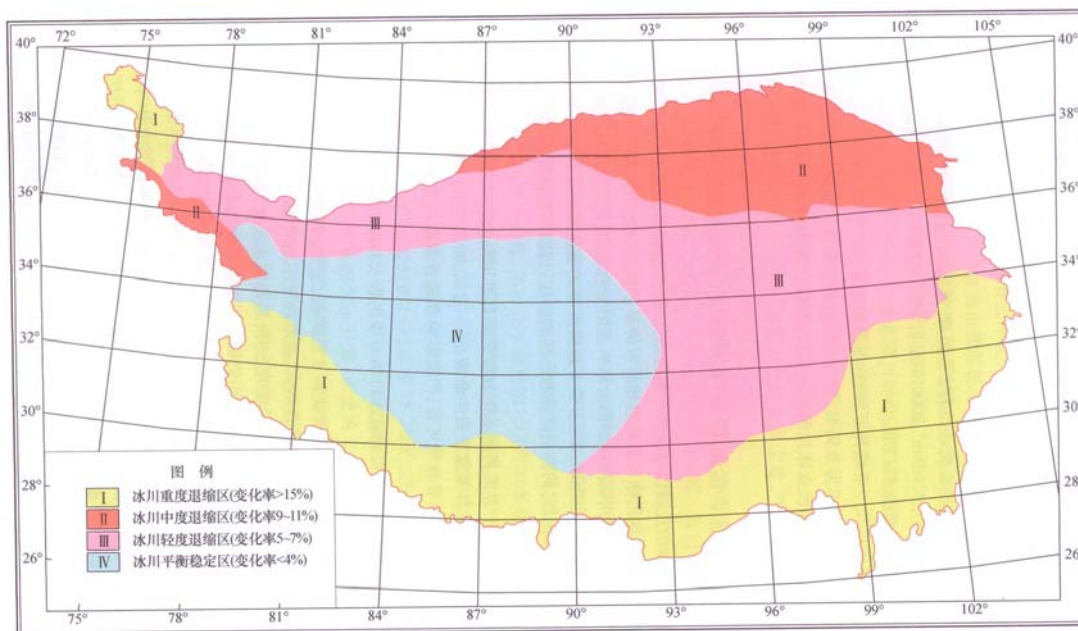 72° 75° 78° 81° 84° 87° 90° 93° 96° 99° 102° 105°
40° 40°
38° 38°
36° 36°
34° 34°
32° 32°
30° 30°
28° 28°
26° 26°
75° 78° 81° 84° 87° 90° 93° 96° 99° 102°
I
II
II
III
III
IV
I
I
I
图 例
I 冰川重度退缩区(变化率>15%)
II 冰川中度退缩区(变化率9~11%)
III 冰川轻度退缩区(变化率5~7%)
IV 冰川平衡稳定区(变化率<4%)